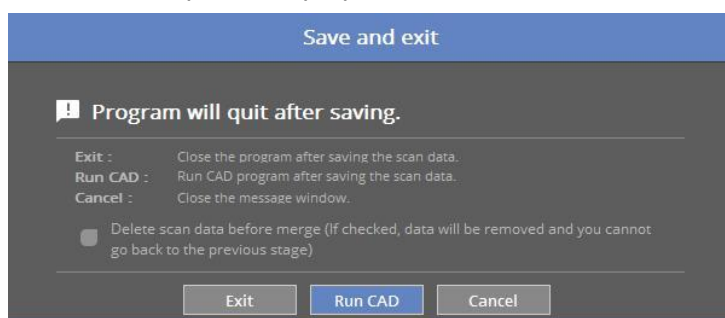 Save and exit
Program will quit after saving.
Exit : Close the program after saving the scan data.
Run CAD : Run CAD program after saving the scan data.
Cancel : Close the message window.
Delete scan data before merge (If checked, data will be removed and you cannot
go back to the previous stage)
Exit Run CAD Cancel